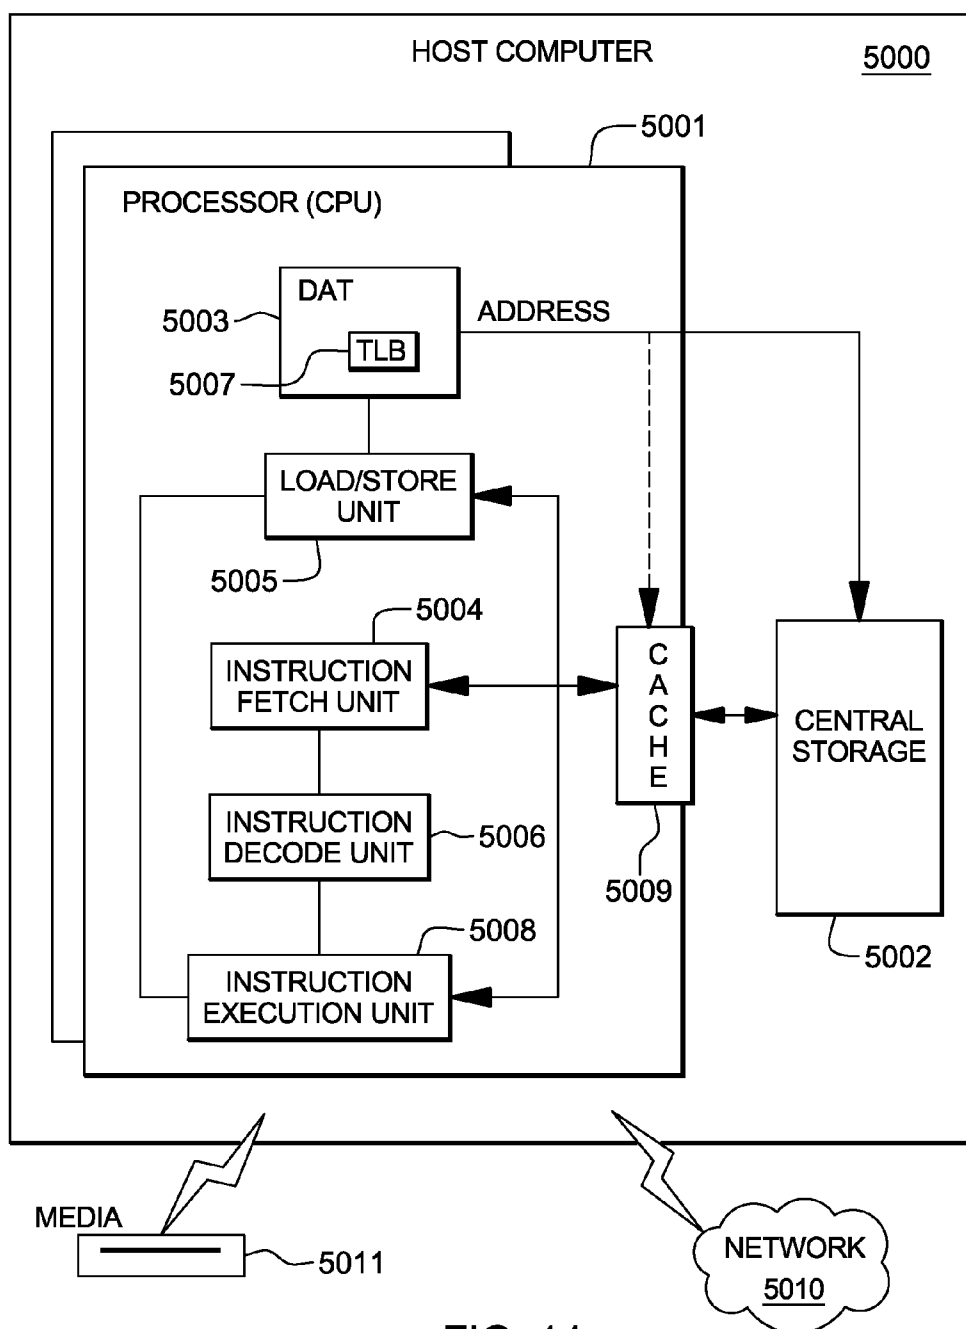 HOST COMPUTER
5000
5001
PROCESSOR (CPU)
DAT
5003
ADDRESS
TLB
5007
LOAD/STORE
UNIT
5005
5004
INSTRUCTION
FETCH UNIT
C
A
C
H
E
CENTRAL
STORAGE
INSTRUCTION
DECODE UNIT
5006
5009
5008
5002
INSTRUCTION
EXECUTION UNIT
MEDIA
5011
NETWORK
5010